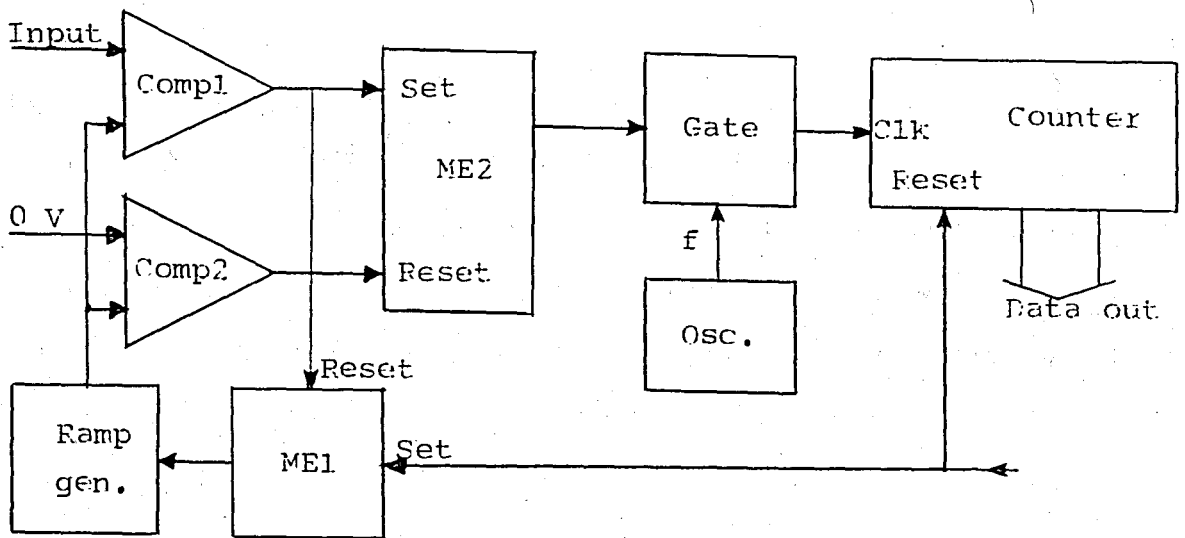 Input
Comp1
Set
ME2
Gate
Clk
Counter
Reset
0 V
Comp2
Reset
f
Osc.
Data out
Reset
Ramp
gen.
ME1
Set